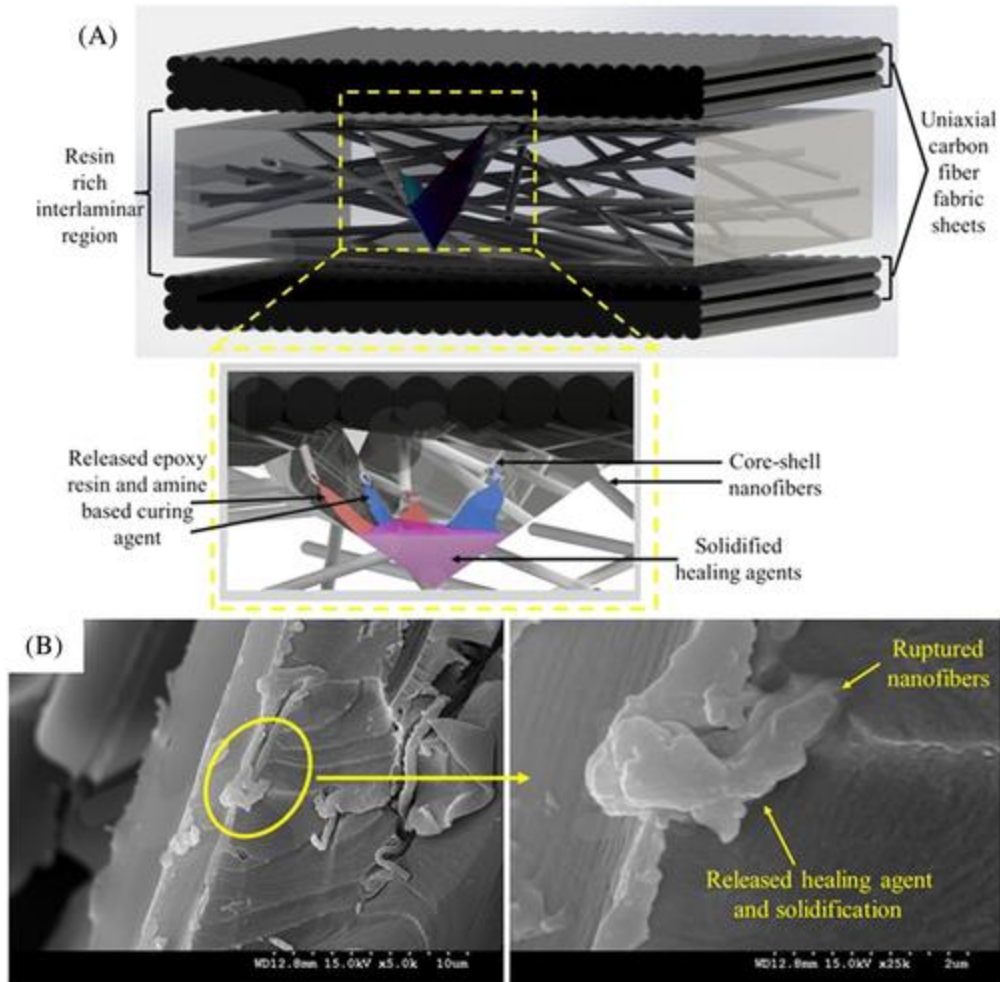 (A)
Resin
rich
interlaminar
region
Uniaxial
carbon
fiber
fabric
sheets
Released epoxy
resin and amine
based curing
agent
Core-shell
nanofibers
Solidified
healing agents
(B)
Ruptured
nanofibers
Released healing agent
and solidification
WD12.8mm 15.0kV x5.0k 10um
WD12.8mm 15.0kV x25k 2um